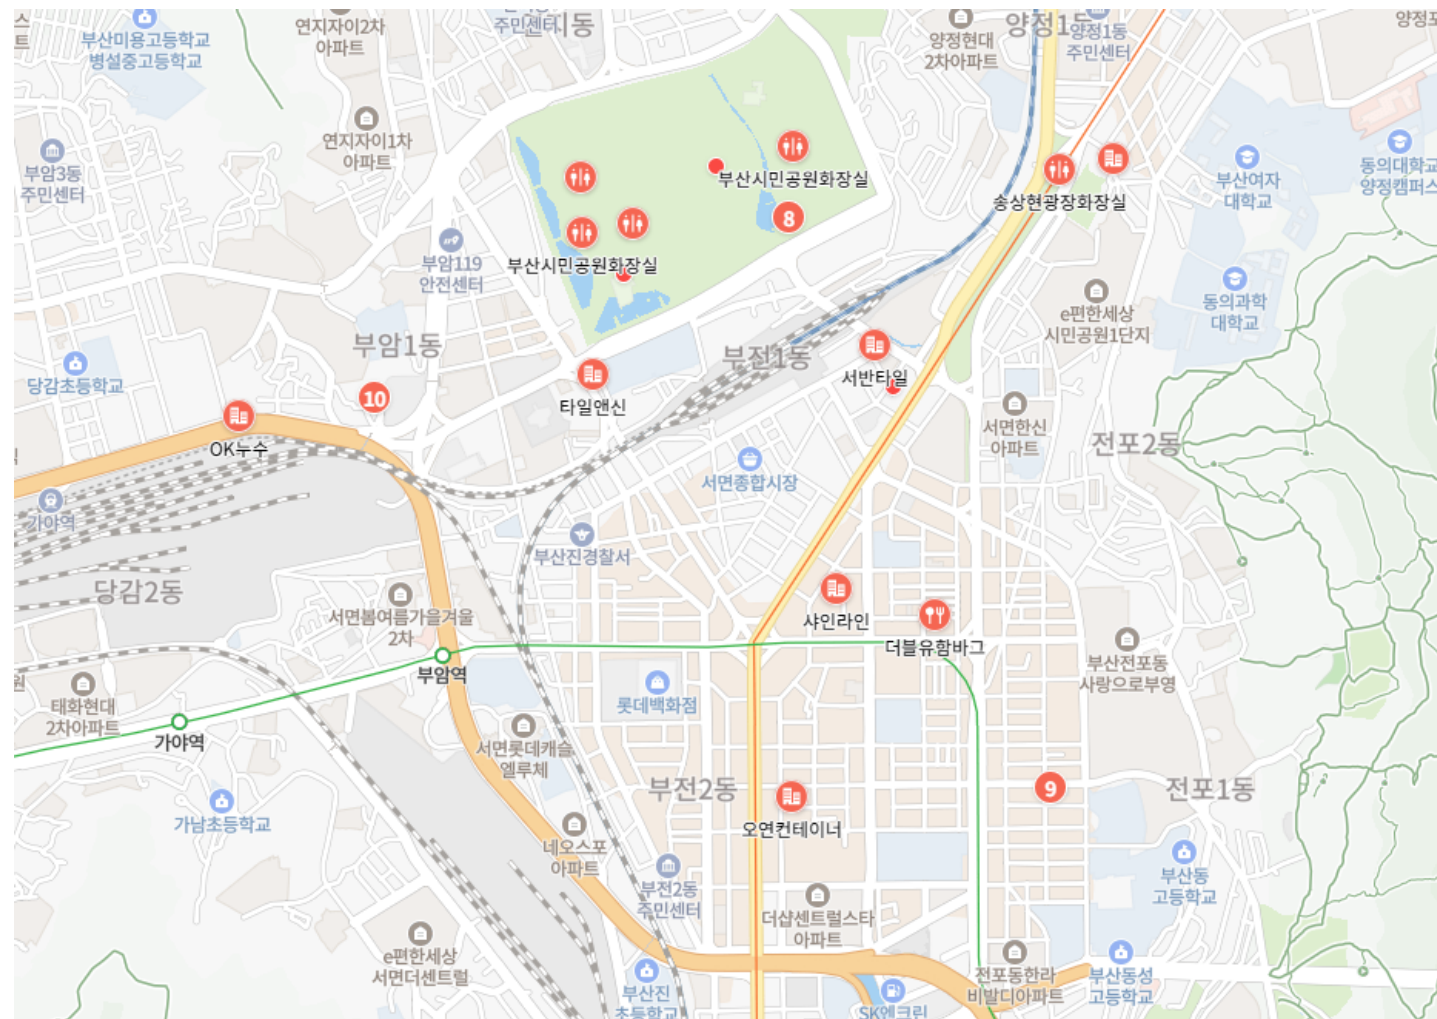 부산미용고등학교
병설중고등학교
연지자이2차
아파트
주민센터
양정현대
2차아파트
양정1동
양정1동
주민센터
연지자이1차
아파트
부암3동
주민센터
부산시민공원화장실
8
송상현광장화장실
부산여자
대학교
동의대학교
양정캠퍼스
부암119
안전센터
부산시민공원화장실
동의과학
대학교
e편한세상
시민공원1단지
부암1동
부전1동
당감초등학교
10
타일앤신
서반타일
서면한신
아파트
전포2동
OK누수
서면종합시장
가야역
부산진경찰서
당감2동
서면봄여름가을겨울
2차
샤인라인
더블유함바그
부암역
부산전포동
사랑으로부영
태화현대
2차아파트
롯데백화점
가야역
서면롯데캐슬
엘루체
부전2동
9
전포1동
가남초등학교
오연컨테이너
네오스포
아파트
부전2동
주민센터
부산동
고등학교
더샵센트럴스타
아파트
e편한세상
서면더센트럴
부산진
초등학교
전포동한라
비발디아파트
부산동성
고등학교
SK엔크린